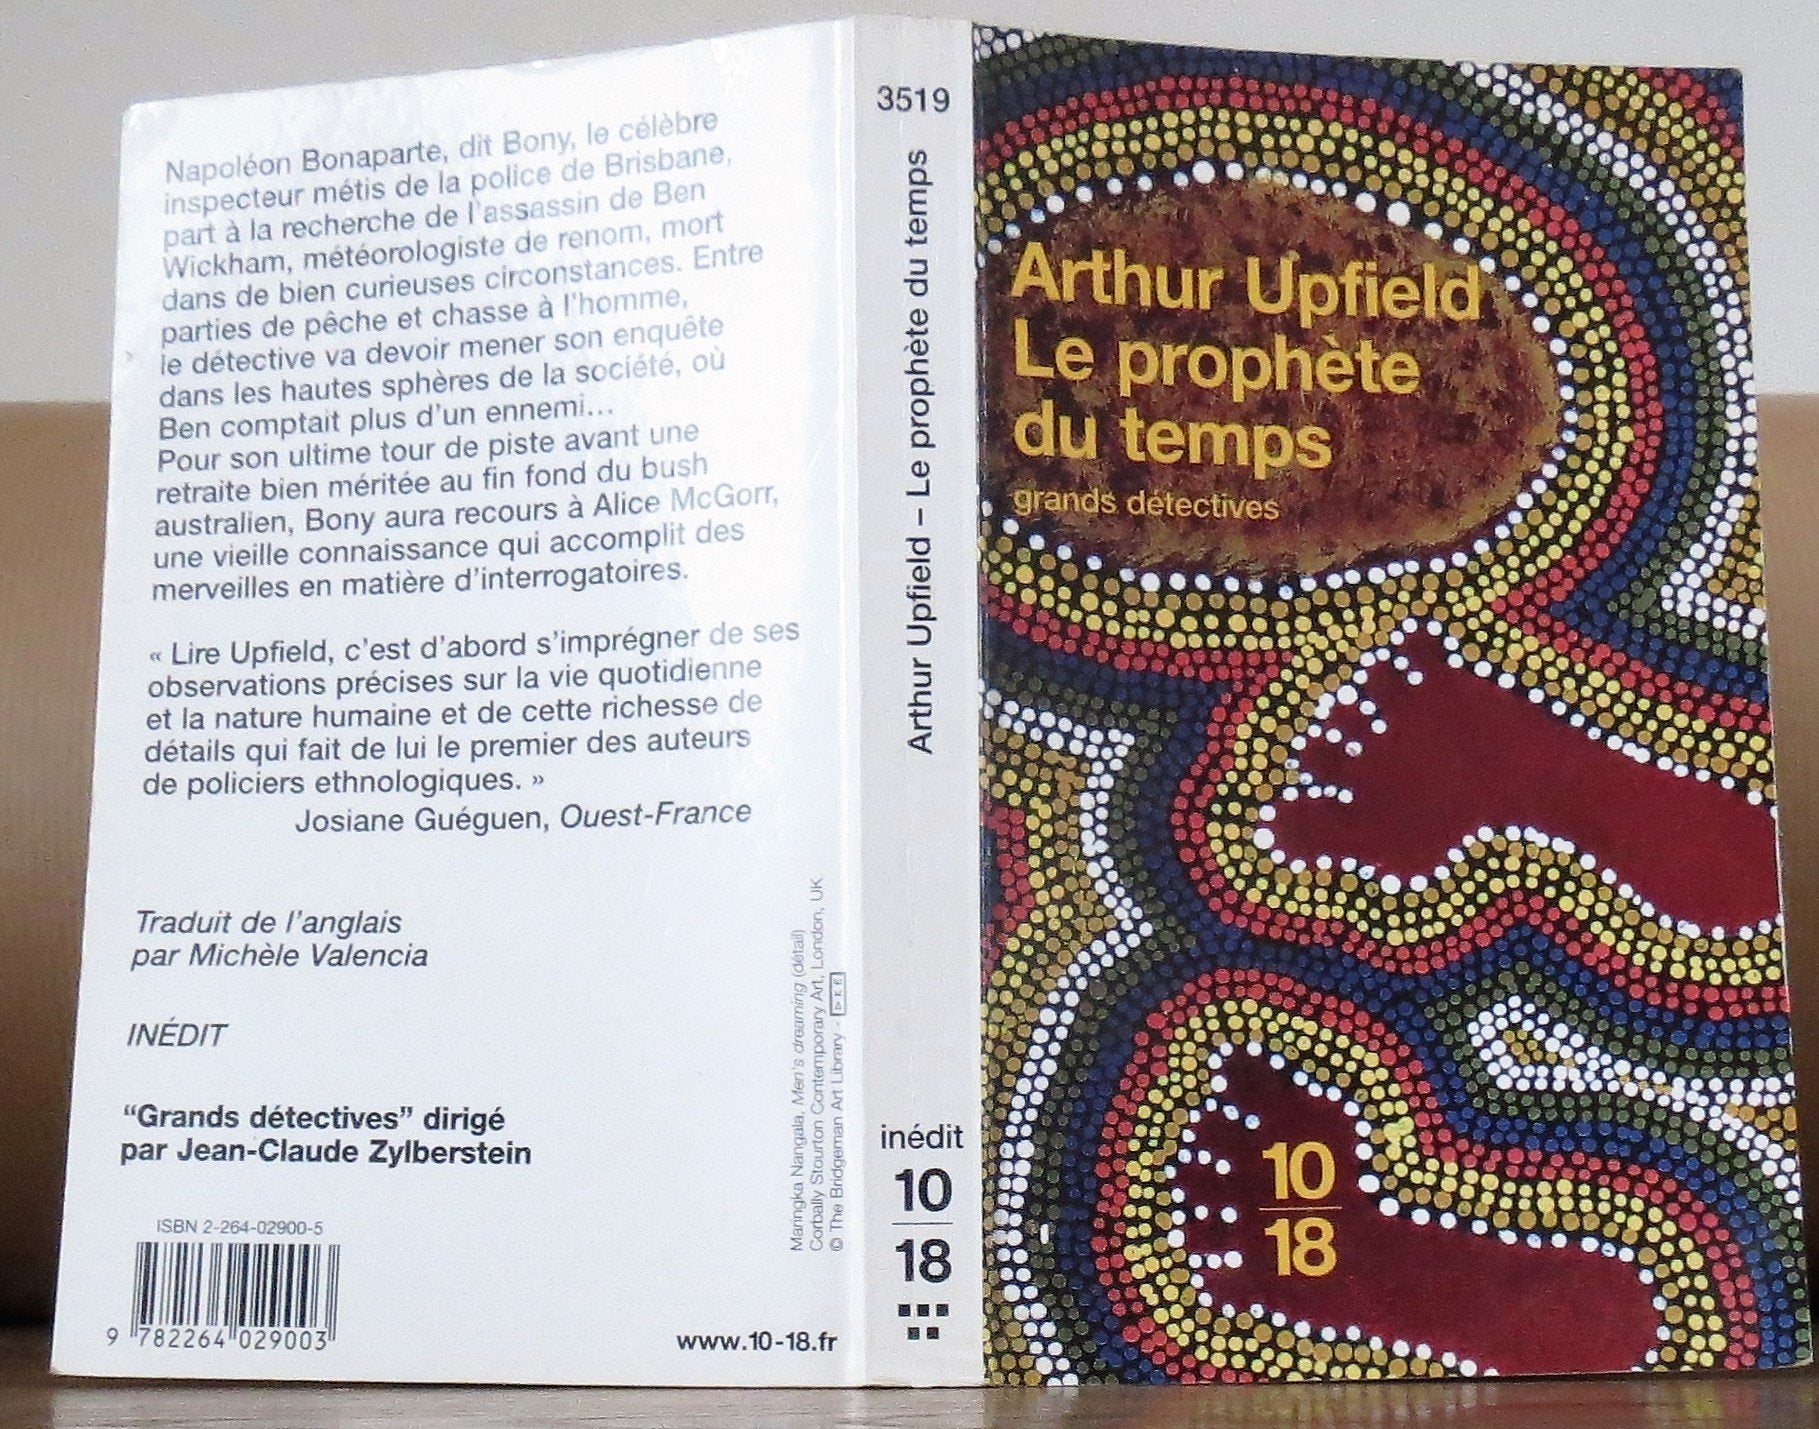 Napoléon Bonaparte, dit Bony, le célèbre
inspecteur métis de la police de Brisbane,
part à la recherche de l'assassin de Ben
Wickham, météorologiste de renom, mort
dans de bien curieuses circonstances. Entre
parties de pêche et chasse à l'homme,
le détective va devoir mener son enquête
dans les hautes sphères de la société, où
Ben comptait plus d'un ennemi...
Pour son ultime tour de piste avant une
retraite bien méritée au fin fond du bush
australien, Bony aura recours à Alice McGorr,
une vieille connaissance qui accomplit des
merveilles en matière d'interrogatoires.
« Lire Upfield, c'est d'abord s'imprégner de ses
observations précises sur la vie quotidienne
et la nature humaine et de cette richesse de
détails qui fait de lui le premier des auteurs
de policiers ethnologiques. »
Josiane Guéguen, Ouest-France
Traduit de l'anglais
par Michèle Valencia
INÉDIT
“Grands détectives” dirigé
par Jean-Claude Zylberstein
ISBN 2-264-02900-5
9 782264 029003
www.10-18.fr
Maringka Nangala, Men's dreaming (détail)
Corbally Stourton Contemporary Art, London, UK
© The Bridgeman Art Library -
3519
Arthur Upfield – Le prophète du temps
inédit
10
18
Arthur Upfield
Le prophète
du temps
grands détectives
10
18